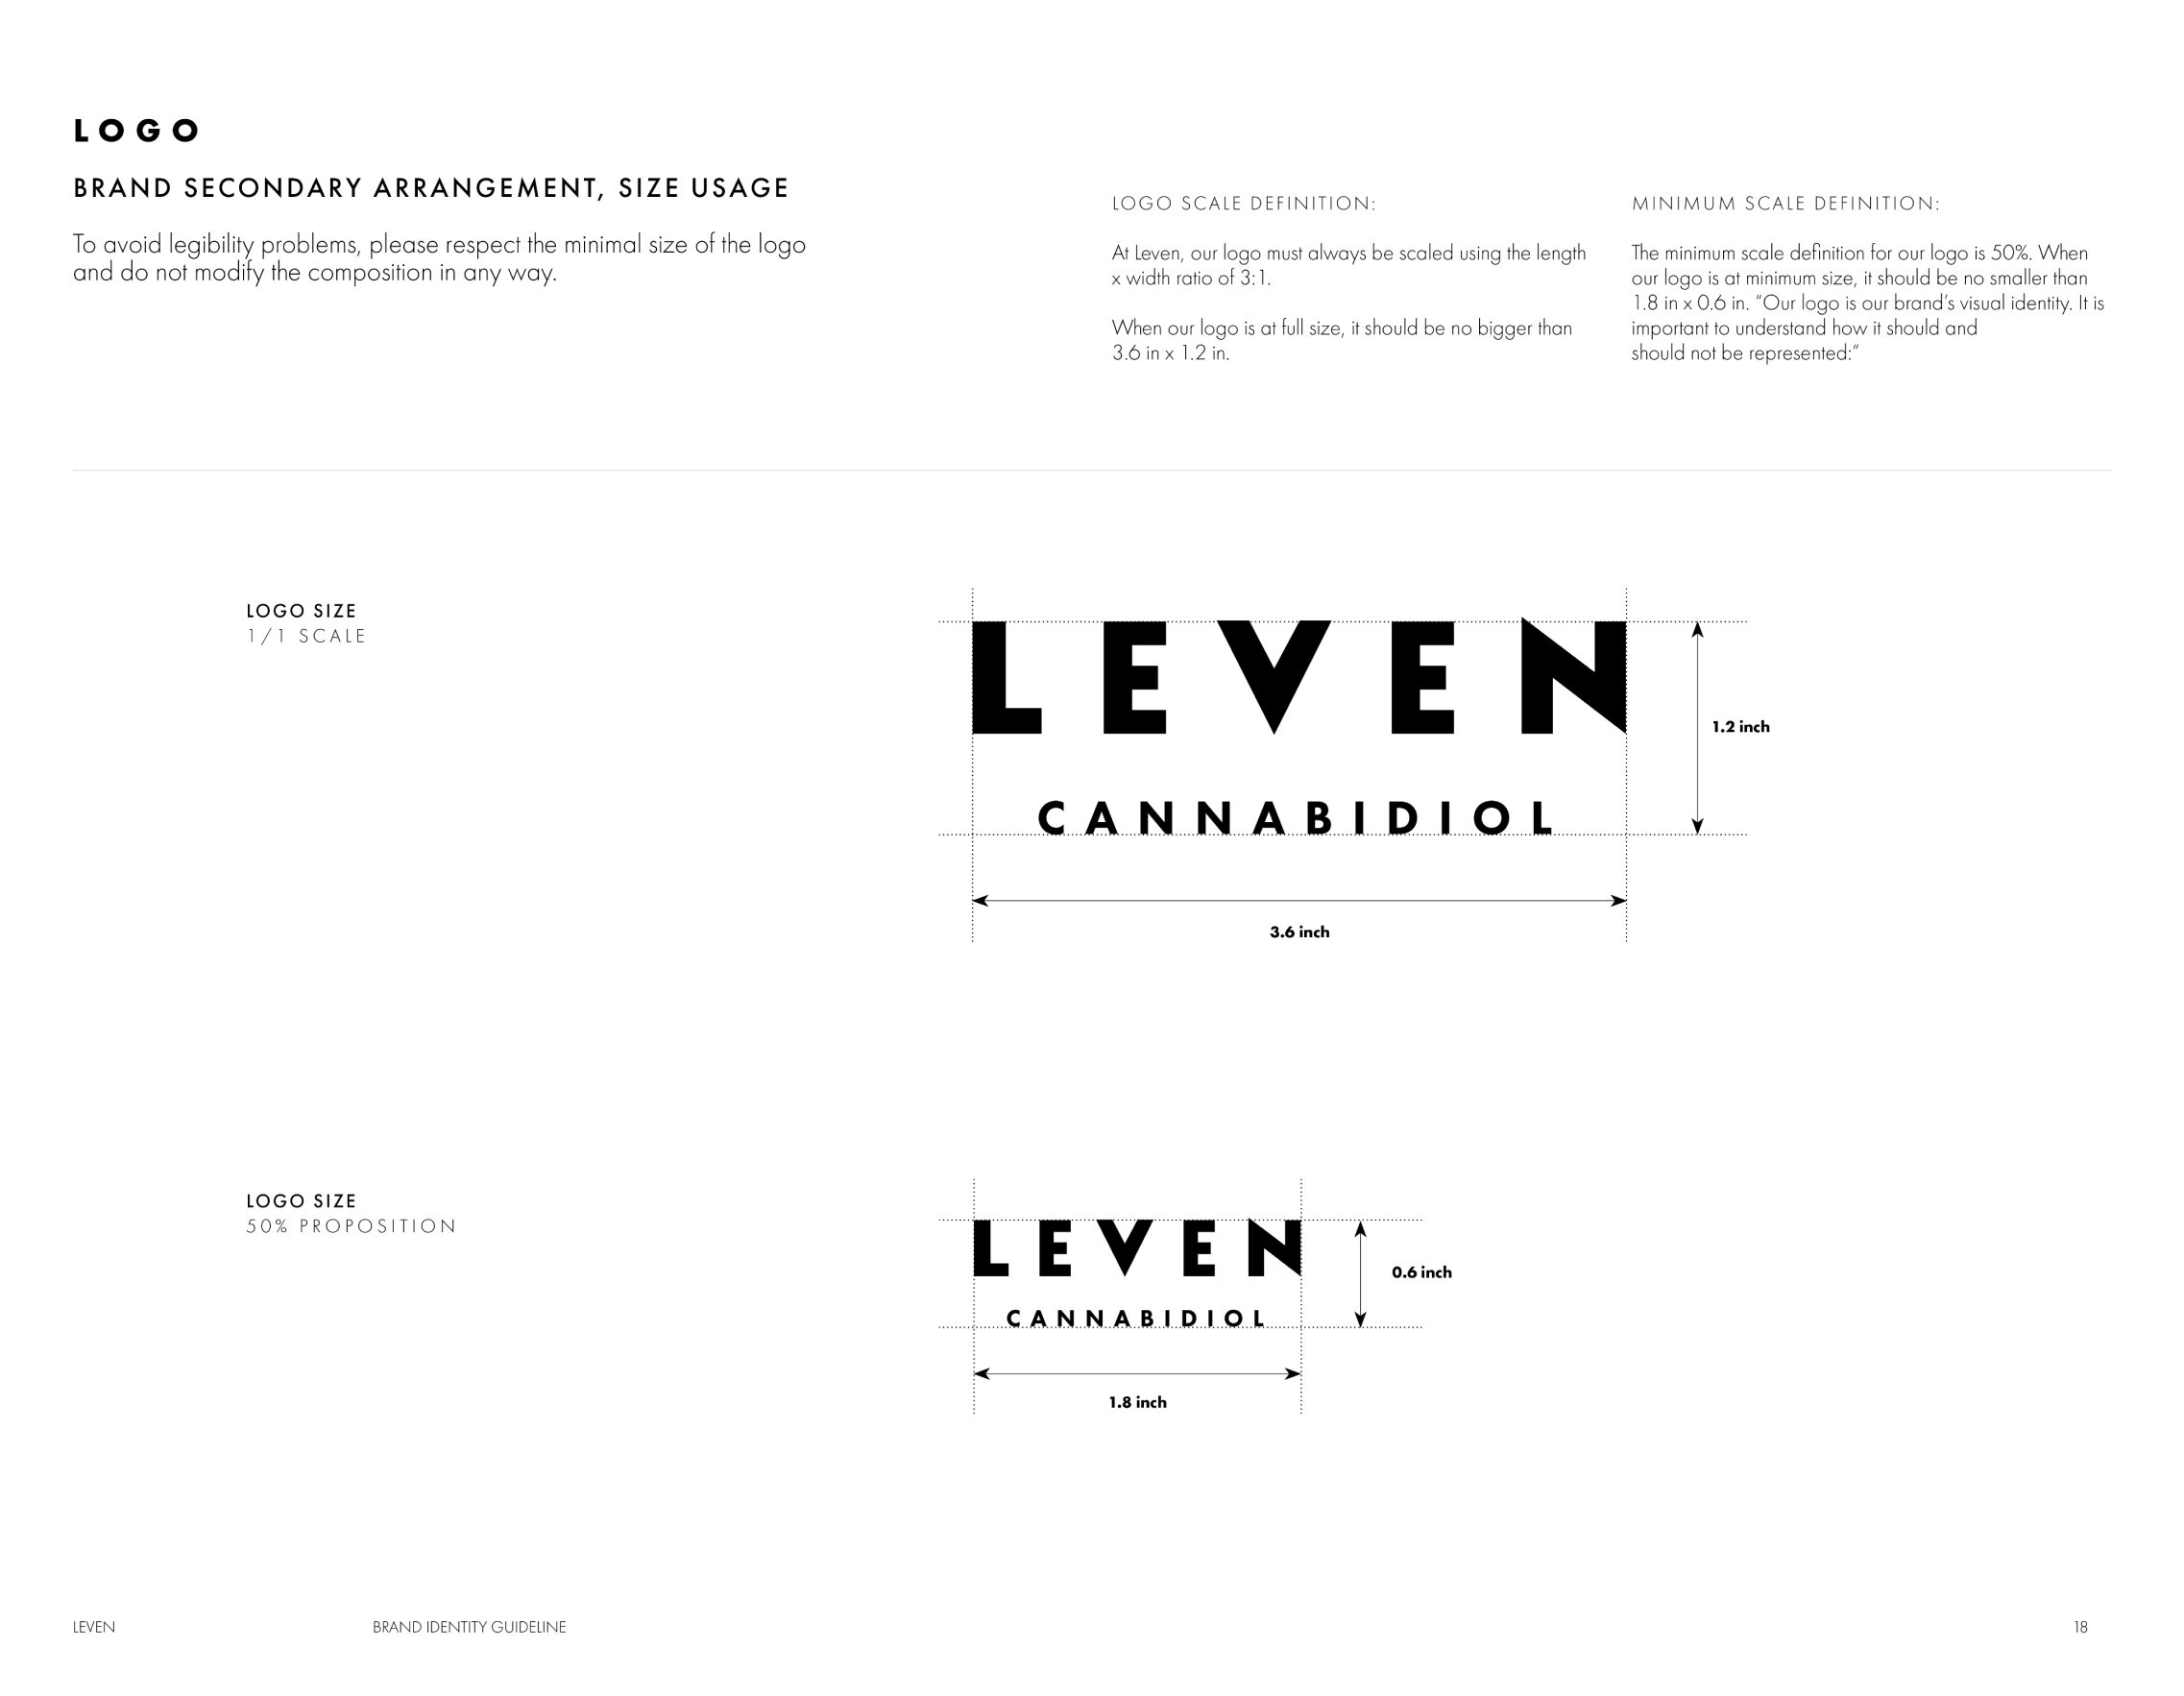 LOGO
BRAND SECONDARY ARRANGEMENT, SIZE USAGE
To avoid legibility problems, please respect the minimal size of the logo
and do not modify the composition in any way.
LOGO SCALE DEFINITION:
At Leven, our logo must always be scaled using the length
x width ratio of 3:1.
When our logo is at full size, it should be no bigger than
3.6 in x 1.2 in.
MINIMUM SCALE DEFINITION:
The minimum scale definition for our logo is 50%. When
our logo is at minimum size, it should be no smaller than
1.8 in x 0.6 in. “Our logo is our brand’s visual identity. It is
important to understand how it should and
should not be represented:”
LOGO SIZE
1/1 SCALE
LEVEN
CANNABIDIOL
1.2 inch
3.6 inch
LOGO SIZE
50% PROPOSITION
LEVEN
CANNABIDIOL
0.6 inch
1.8 inch
LEVEN
BRAND IDENTITY GUIDELINE
18